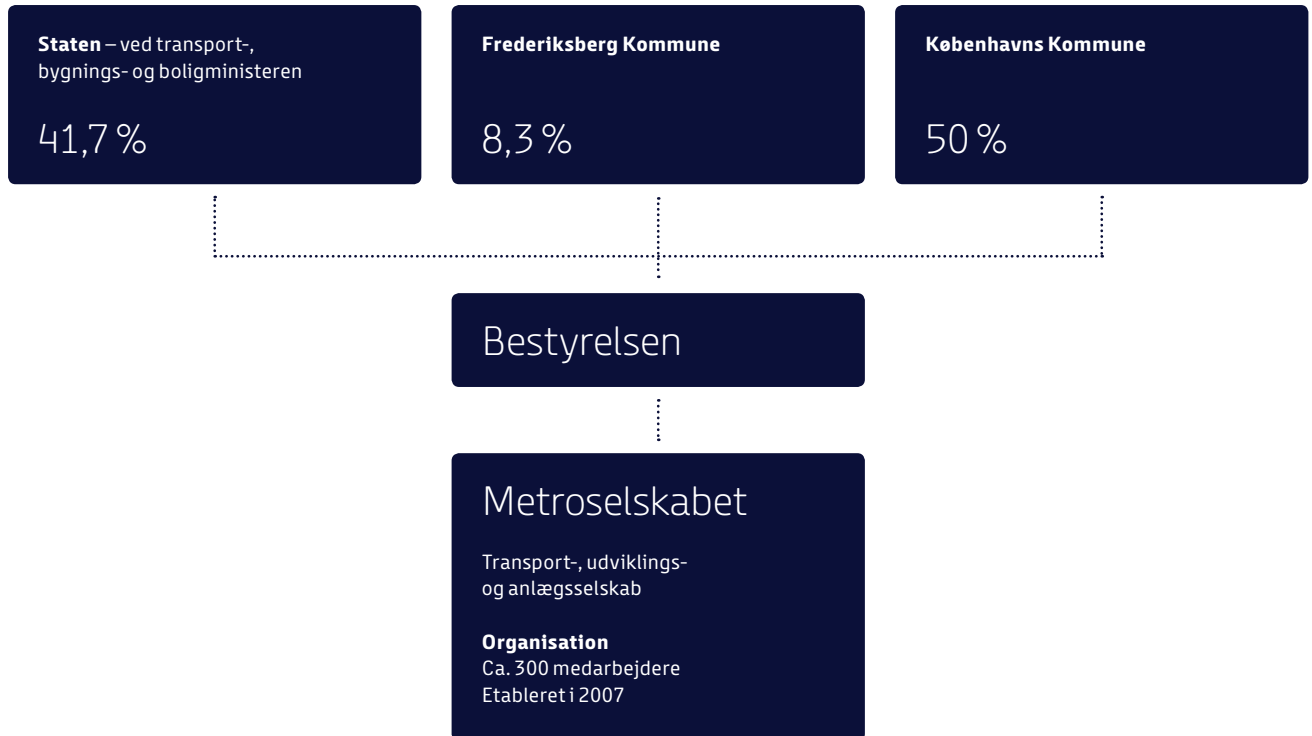 Staten – ved transport-,
bygnings- og boligministeren
41,7 %
Frederiksberg Kommune
8,3 %
Københavns Kommune
50 %
Bestyrelsen
Metroselskabet
Transport-, udviklings-
og anlægsselskab
Organisation
Ca. 300 medarbejdere
Etableret i 2007